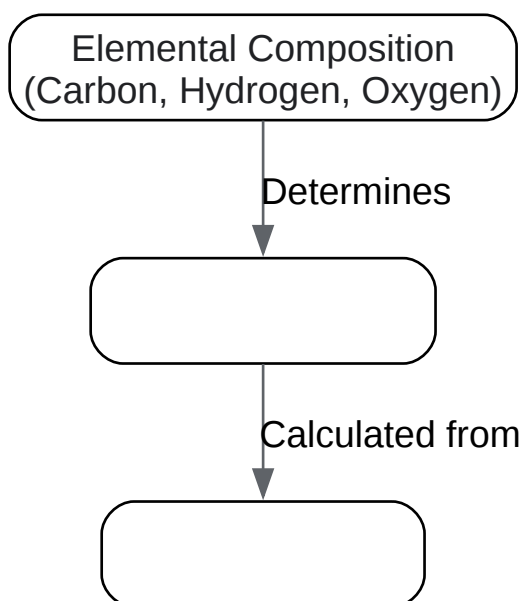 Elemental Composition
(Carbon, Hydrogen, Oxygen)
Determines
Calculated from